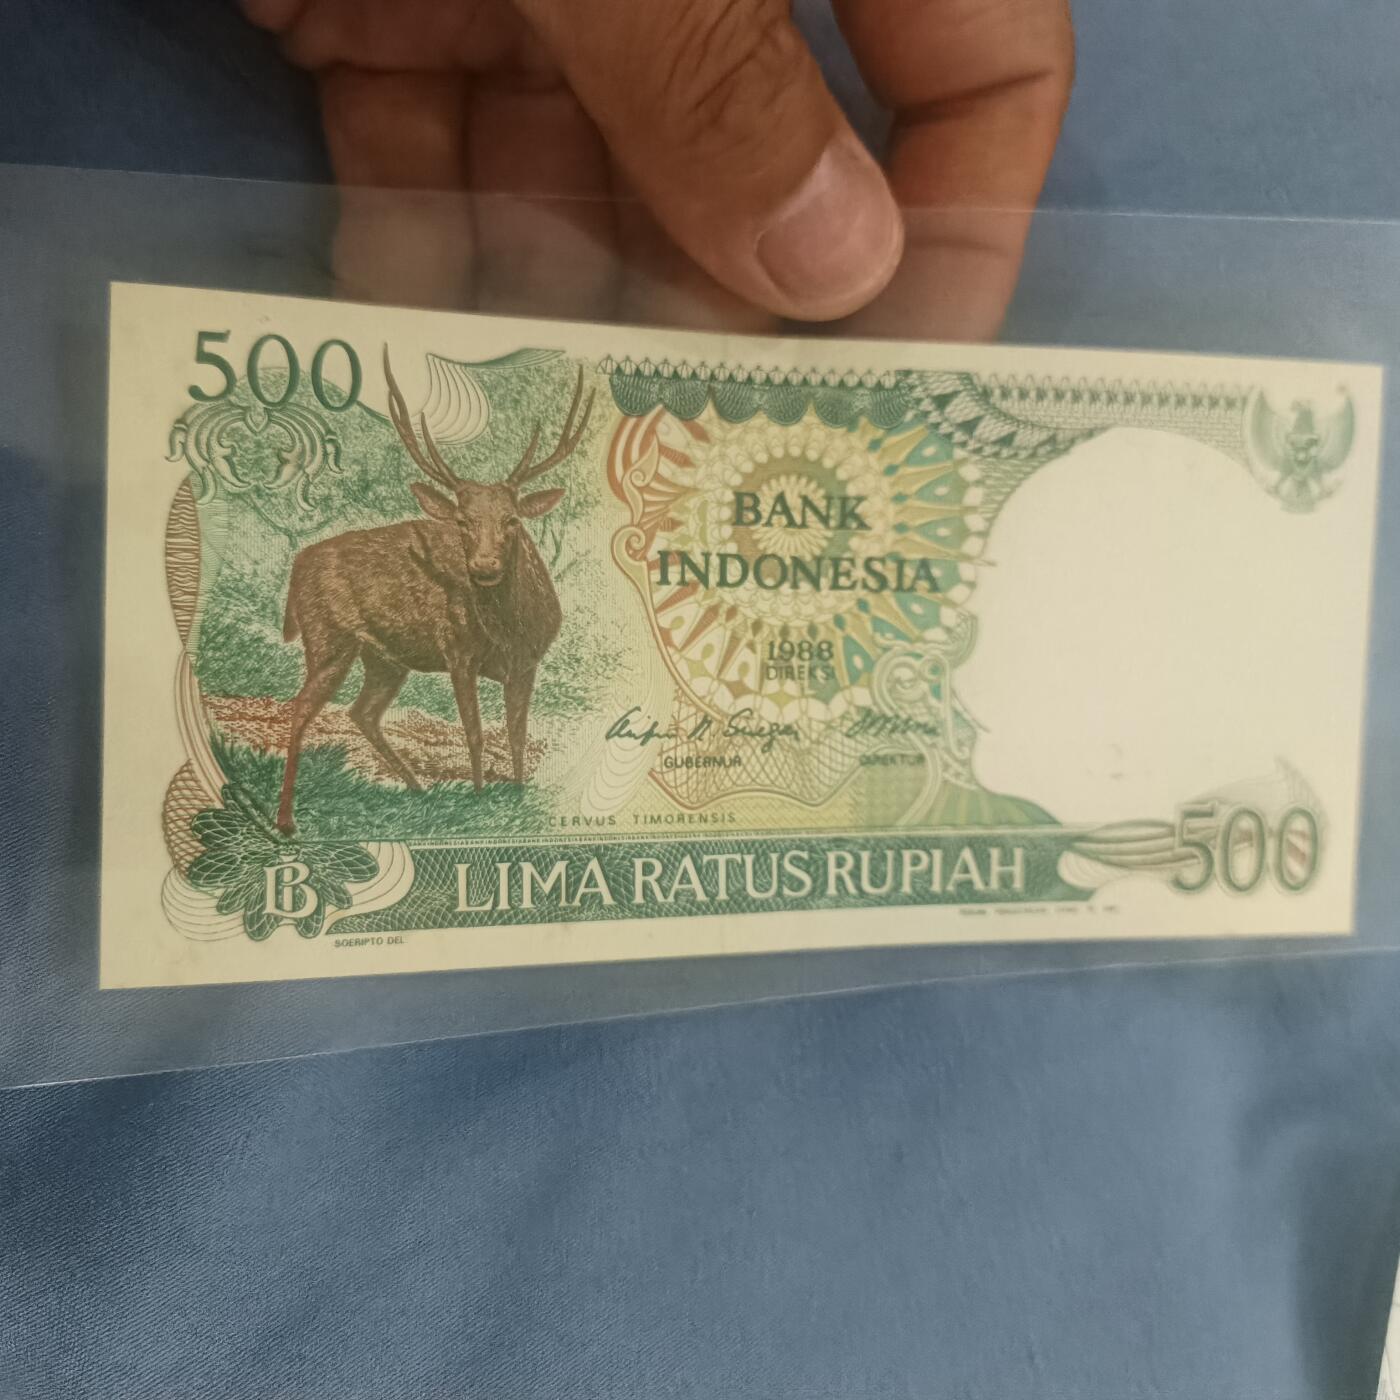 500
BANK
INDONESIA
1988
DIREKSI
GUBERNUR
DIREKTUR
CERVUS TIMORENSIS
LIMA RATUS RUPIAH
500
SOERIPTO DEL.